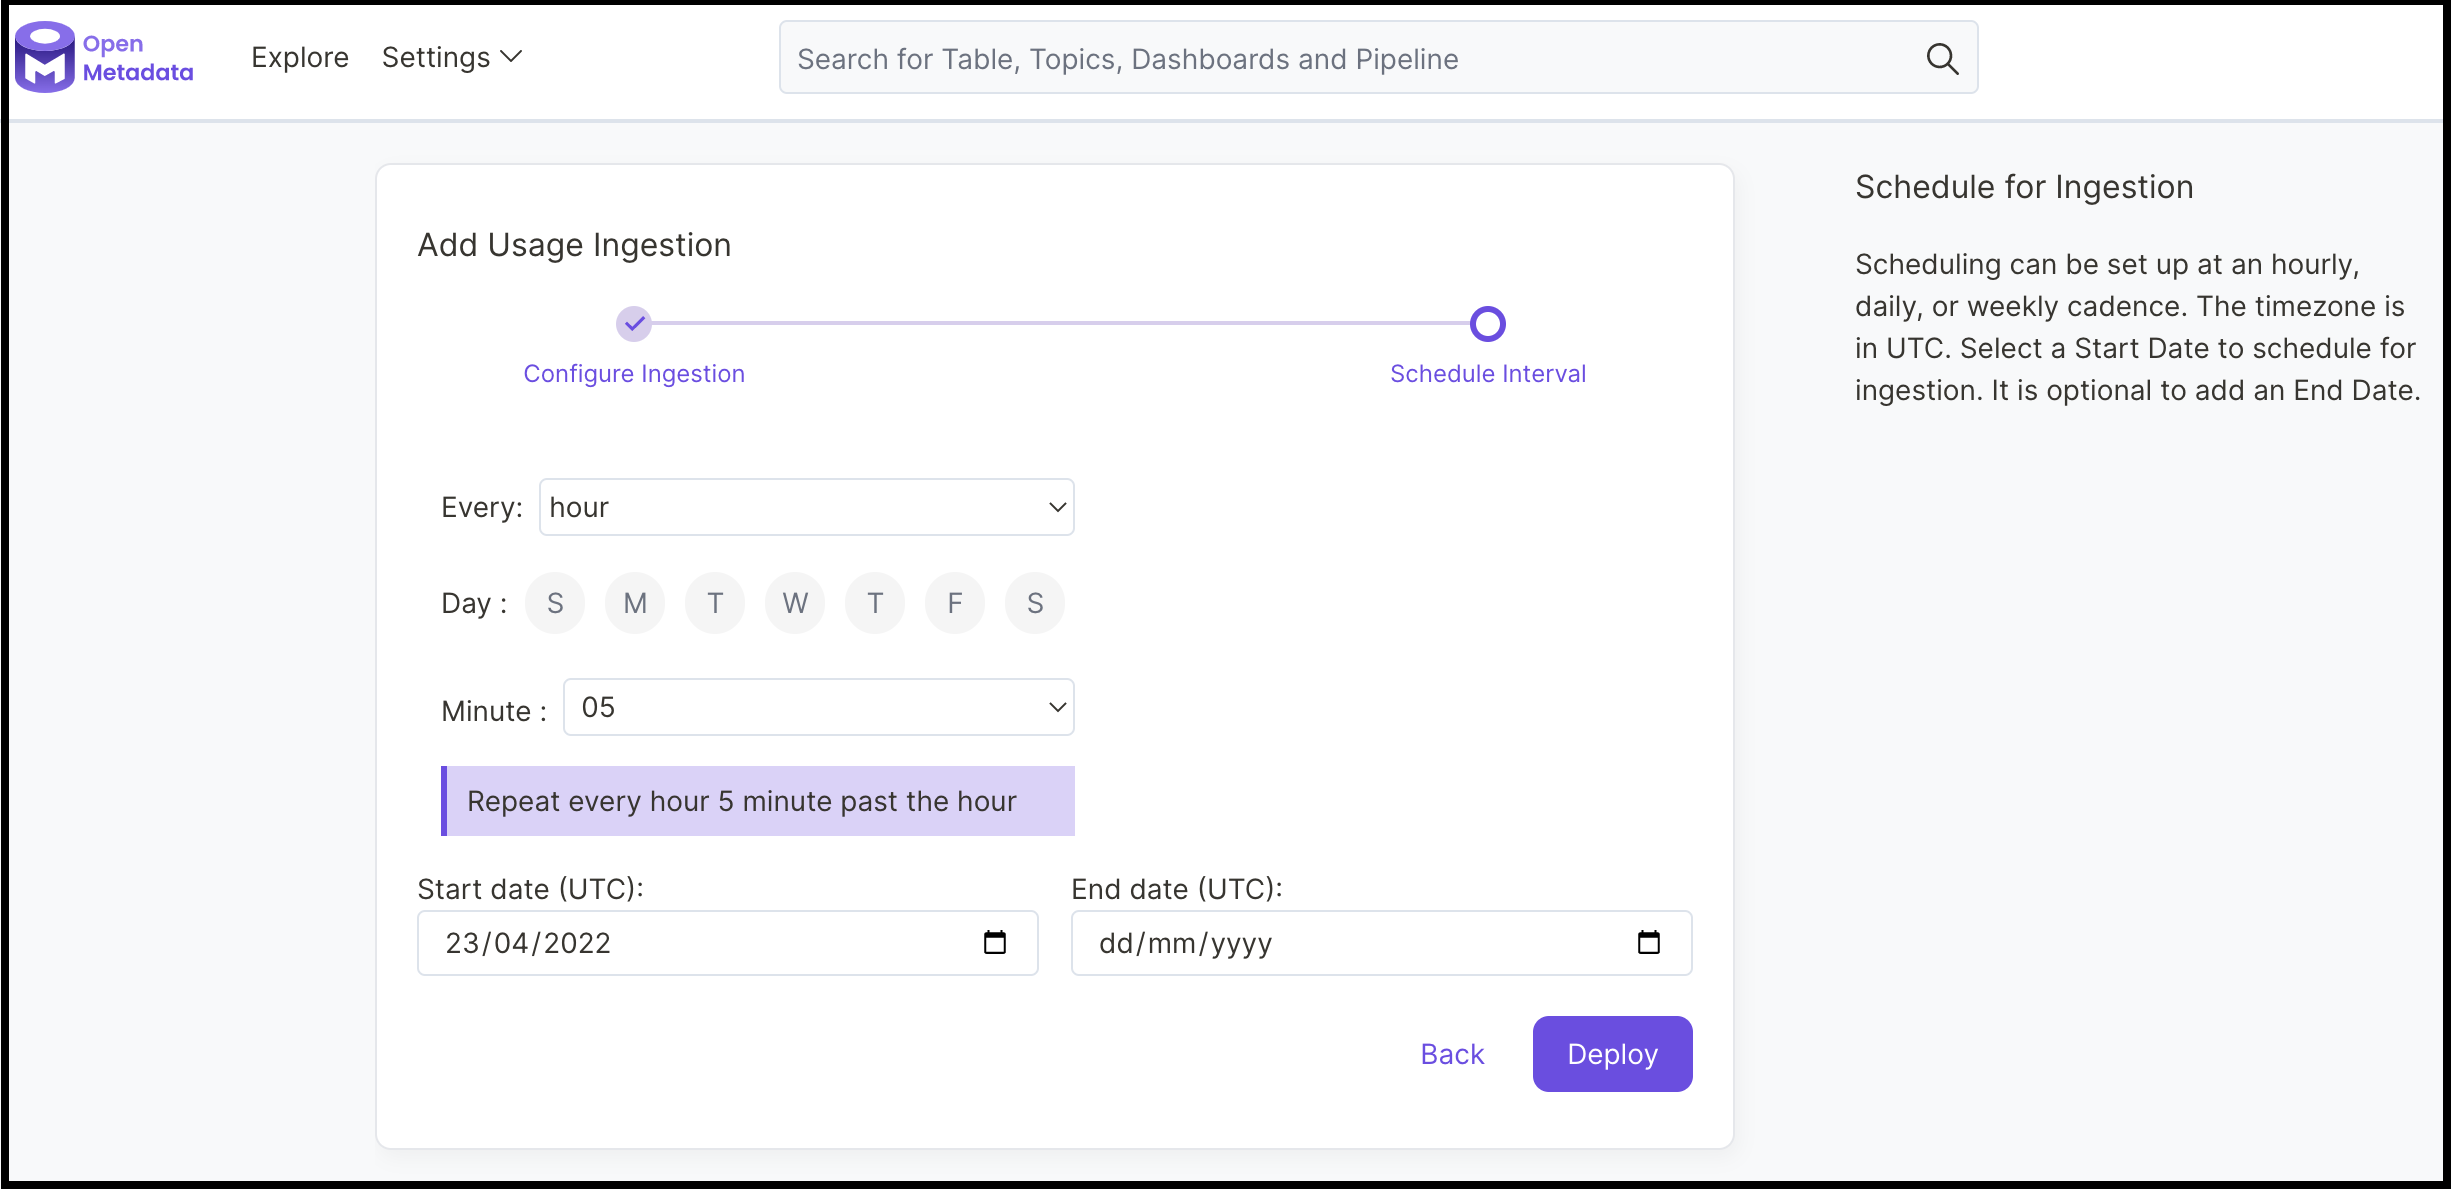 Open
Metadata
Explore
Settings
Search for Table, Topics, Dashboards and Pipeline
Add Usage Ingestion
Configure Ingestion
Schedule Interval
Every:
hour
Day :
S
M
T
W
T
F
S
Minute :
05
Repeat every hour 5 minute past the hour
Start date (UTC):
23/04/2022
End date (UTC):
dd/mm/yyyy
Back
Deploy
Schedule for Ingestion
Scheduling can be set up at an hourly,
daily, or weekly cadence. The timezone is
in UTC. Select a Start Date to schedule for
ingestion. It is optional to add an End Date.